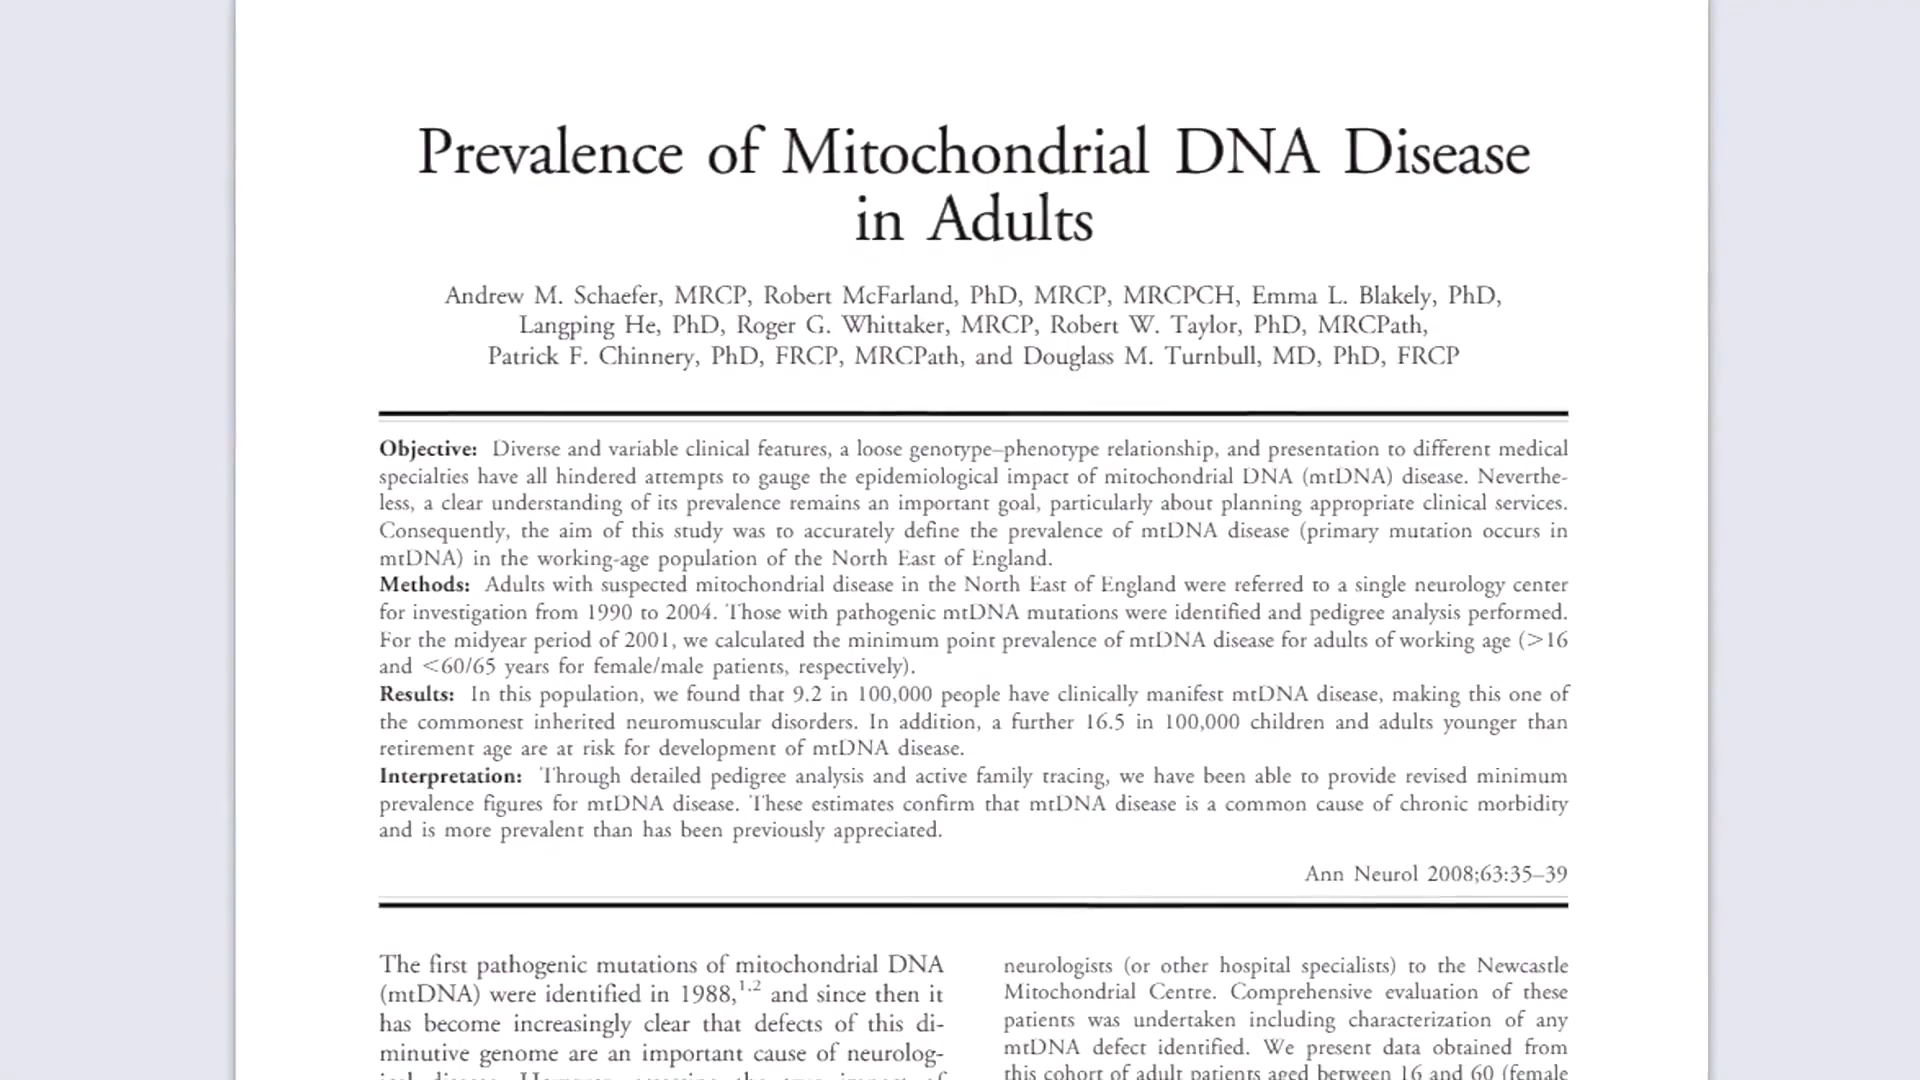 Prevalence of Mitochondrial DNA Disease
in Adults
Andrew M. Schaefer, MRCP, Robert McFarland, PhD, MRCP, MRCPCH, Emma L. Blakely, PhD,
Langping He, PhD, Roger G. Whittaker, MRCP, Robert W. Taylor, PhD, MRCPath,
Patrick F. Chinnery, PhD, FRCP, MRCPath, and Douglass M. Turnbull, MD, PhD, FRCP
Objective: Diverse and variable clinical features, a loose genotype–phenotype relationship, and presentation to different medical
specialties have all hindered attempts to gauge the epidemiological impact of mitochondrial DNA (mtDNA) disease. Neverthe-
less, a clear understanding of its prevalence remains an important goal, particularly about planning appropriate clinical services.
Consequently, the aim of this study was to accurately define the prevalence of mtDNA disease (primary mutation occurs in
mtDNA) in the working-age population of the North East of England.
Methods: Adults with suspected mitochondrial disease in the North East of England were referred to a single neurology center
for investigation from 1990 to 2004. Those with pathogenic mtDNA mutations were identified and pedigree analysis performed.
For the midyear period of 2001, we calculated the minimum point prevalence of mtDNA disease for adults of working age (>16
and <60/65 years for female/male patients, respectively).
Results: In this population, we found that 9.2 in 100,000 people have clinically manifest mtDNA disease, making this one of
the commonest inherited neuromuscular disorders. In addition, a further 16.5 in 100,000 children and adults younger than
retirement age are at risk for development of mtDNA disease.
Interpretation: Through detailed pedigree analysis and active family tracing, we have been able to provide revised minimum
prevalence figures for mtDNA disease. These estimates confirm that mtDNA disease is a common cause of chronic morbidity
and is more prevalent than has been previously appreciated.
Ann Neurol 2008;63:35–39
The first pathogenic mutations of mitochondrial DNA
(mtDNA) were identified in 1988,1,2 and since then it
has become increasingly clear that defects of this di-
minutive genome are an important cause of neurolog-
neurologists (or other hospital specialists) to the Newcastle
Mitochondrial Centre. Comprehensive evaluation of these
patients was undertaken including characterization of any
mtDNA defect identified. We present data obtained from
this cohort of adult patients aged between 16 and 60 (female